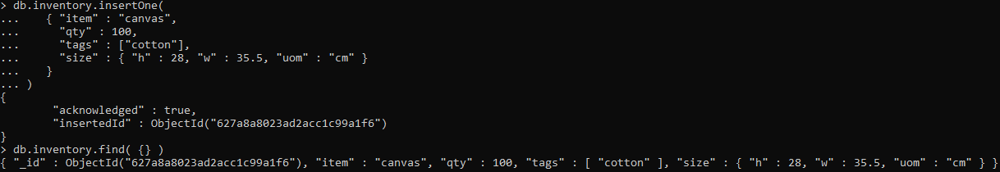 > db.inventory.insertOne(
...    { "item" : "canvas",
...      "qty" : 100,
...      "tags" : ["cotton"],
...      "size" : { "h" : 28, "w" : 35.5, "uom" : "cm" }
...    }
... )
{
        "acknowledged" : true,
        "insertedId" : ObjectId("627a8a8023ad2acc1c99a1f6")
}
> db.inventory.find( {} )
{ "_id" : ObjectId("627a8a8023ad2acc1c99a1f6"), "item" : "canvas", "qty" : 100, "tags" : [ "cotton" ], "size" : { "h" : 28, "w" : 35.5, "uom" : "cm" } }